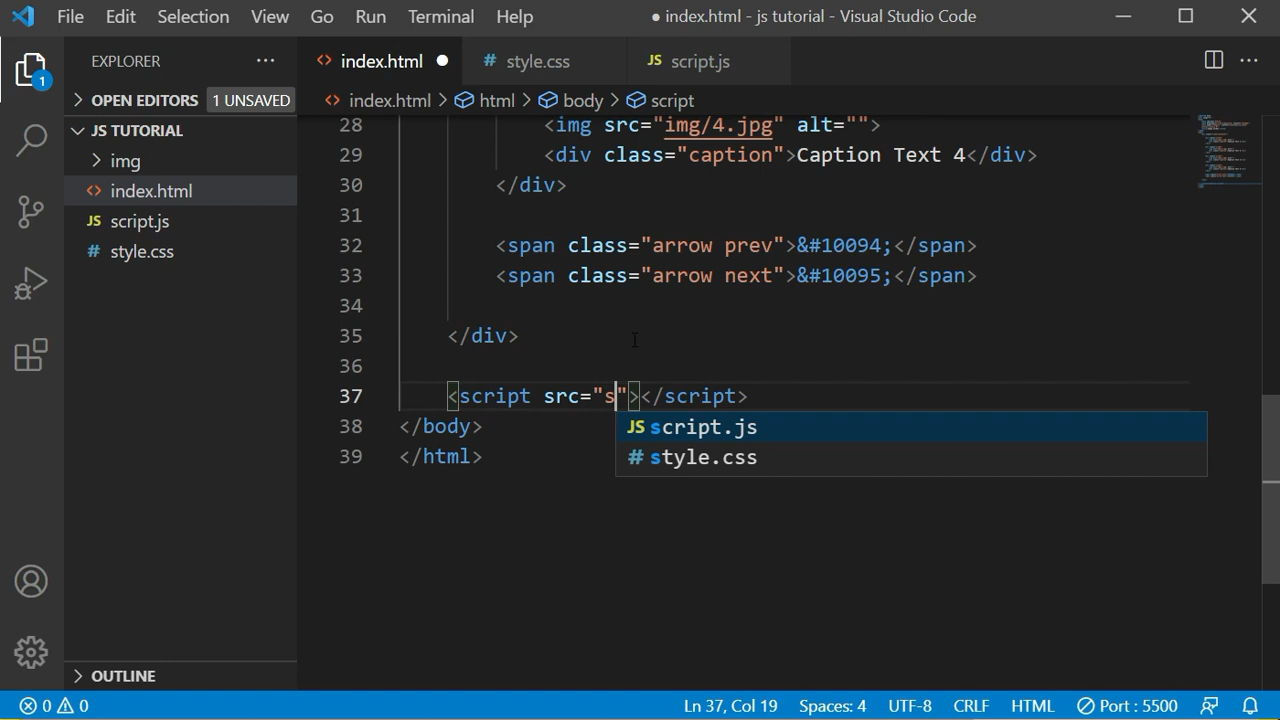 File Edit Selection View Go Run Terminal Help ● index.html - js tutorial - Visual Studio Code
EXPLORER ··· <> index.html ● # style.css JS script.js ···
1
> OPEN EDITORS 1 UNSAVED
<> index.html > html > body > script
JS TUTORIAL
> img
<> index.html
JS script.js
# style.css
28 <img src="img/4.jpg" alt="">
29 <div class="caption">Caption Text 4</div>
30 </div>
31
32 <span class="arrow prev">&#10094;</span>
33 <span class="arrow next">&#10095;</span>
34
35 </div>
36
37 <script src="s"></script>
38 </body>
39 </html>
JS script.js
# style.css
> OUTLINE
0 0 Ln 37, Col 19 Spaces: 4 UTF-8 CRLF HTML Port : 5500